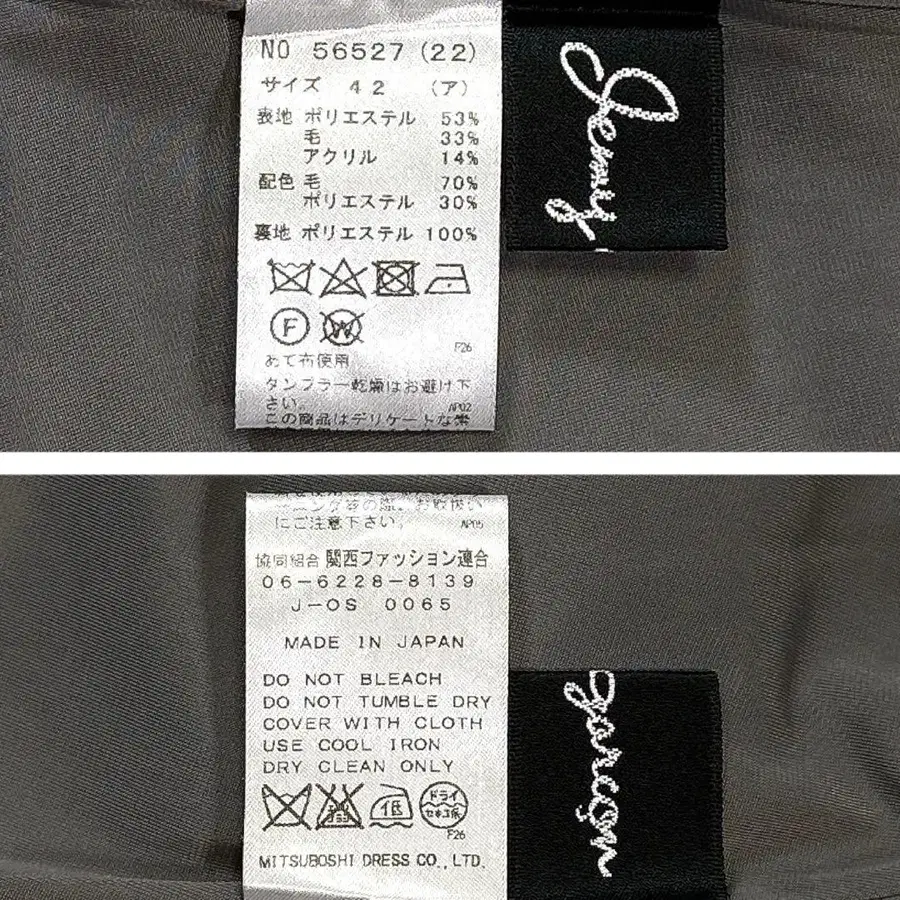 NO 56527 (22)
サイズ 42 (ア)
表地 ポリエステル 53%
毛 33%
アクリル 14%
配色 毛 70%
ポリエステル 30%
裏地 ポリエステル 100%
F
W
F26
あて布使用
タンブラー乾燥はお避け下
さい。
AP02
この商品はデリケートな素
にご注意下さい。
AP05
協同組合 関西ファッション連合
06-6228-8139
J-OS 0065
MADE IN JAPAN
DO NOT BLEACH
DO NOT TUMBLE DRY
COVER WITH CLOTH
USE COOL IRON
DRY CLEAN ONLY
低
ドライ
セキユ系
F26
MITSUBOSHI DRESS CO., LTD.
garçon